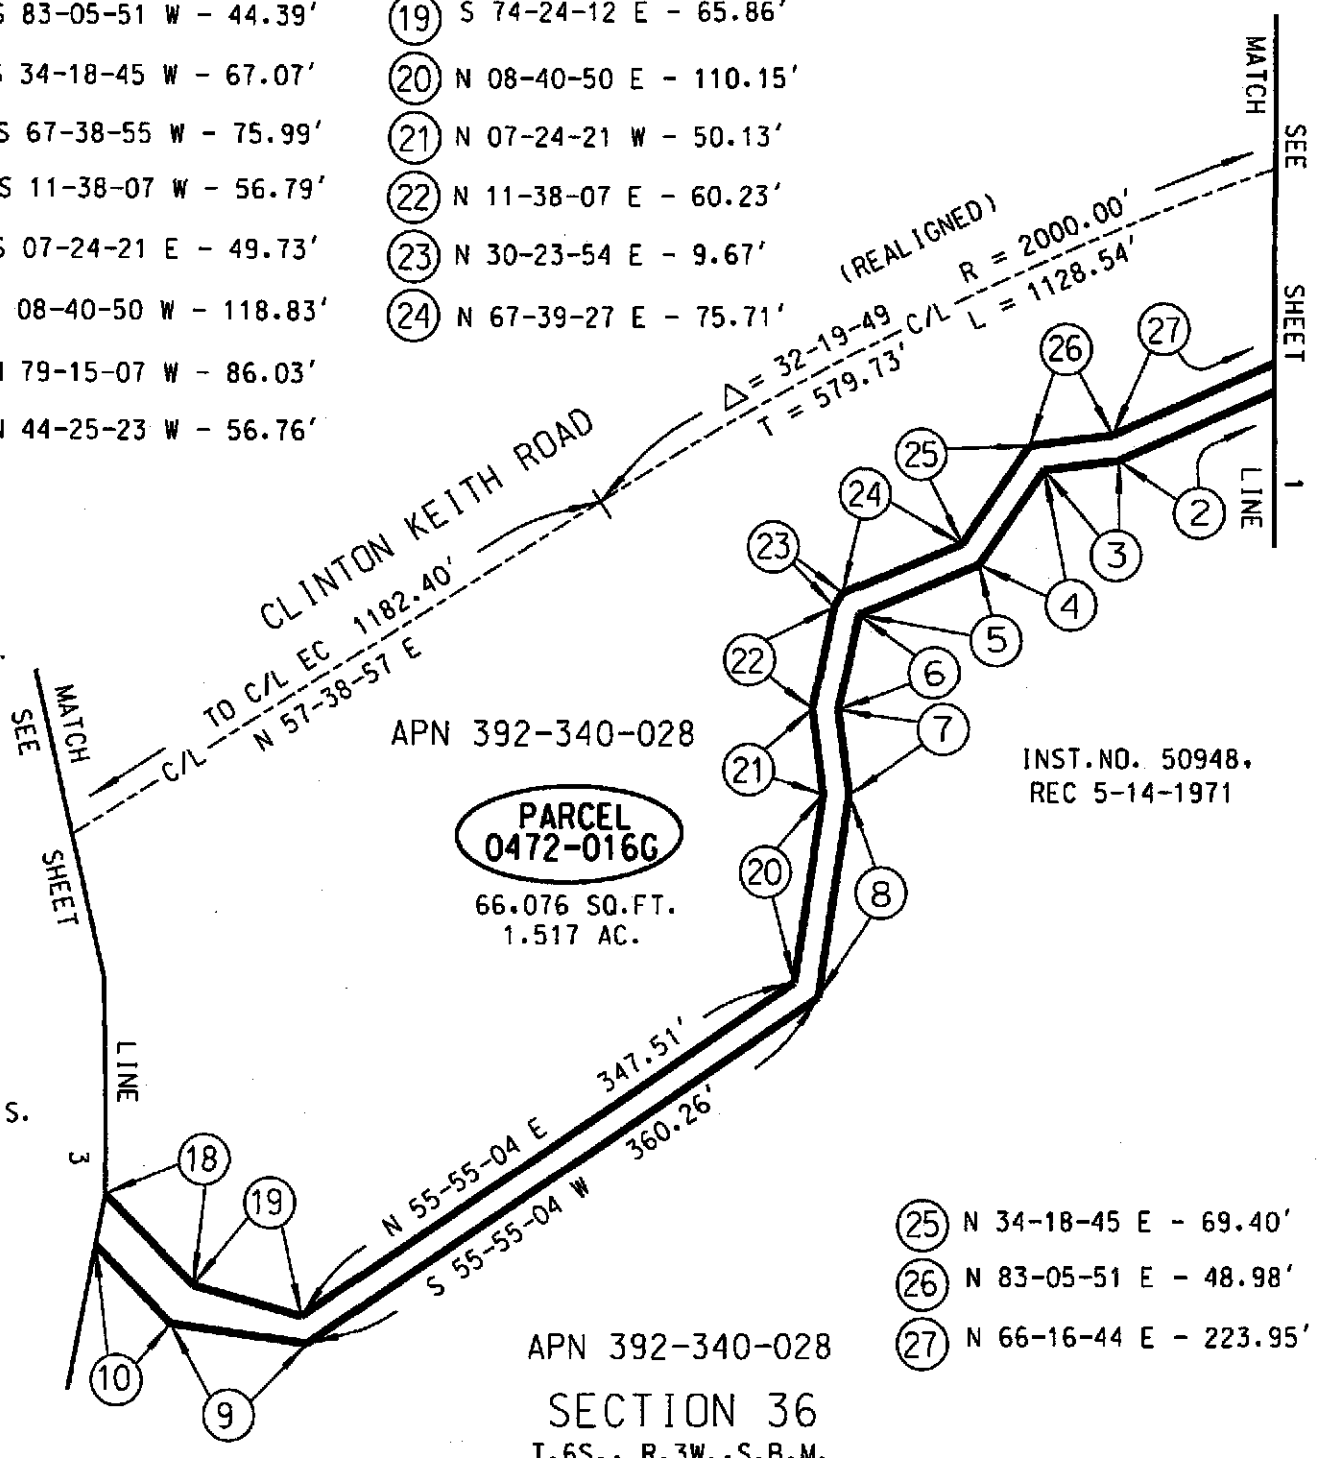 S 83-05-51 W - 44.39'
S 34-18-45 W - 67.07'
S 67-38-55 W - 75.99'
S 11-38-07 W - 56.79'
S 07-24-21 E - 49.73'
08-40-50 W - 118.83'
N 79-15-07 W - 86.03'
N 44-25-23 W - 56.76'
19 S 74-24-12 E - 65.86'
20 N 08-40-50 E - 110.15'
21 N 07-24-21 W - 50.13'
22 N 11-38-07 E - 60.23'
23 N 30-23-54 E - 9.67'
24 N 67-39-27 E - 75.71'
MATCH
LINE
SEE
SHEET
1
(REALIGNED)
R = 2000.00'
L = 1128.54'
C/L
Δ = 32-19-49
T = 579.73'
CLINTON KEITH ROAD
TO C/L EC 1182.40'
C/L
N 57-38-57 E
MATCH
LINE
SEE
SHEET
3
27
26
25
24
23
22
21
20
2
3
4
5
6
7
8
APN 392-340-028
PARCEL
0472-016G
66.076 SQ.FT.
1.517 AC.
INST.NO. 50948.
REC 5-14-1971
N 55-55-04 E 347.51'
S 55-55-04 W 360.26'
S.
18
19
10
9
25 N 34-18-45 E - 69.40'
26 N 83-05-51 E - 48.98'
27 N 66-16-44 E - 223.95'
APN 392-340-028
SECTION 36
T.6S., R.3W.,S.B.M.